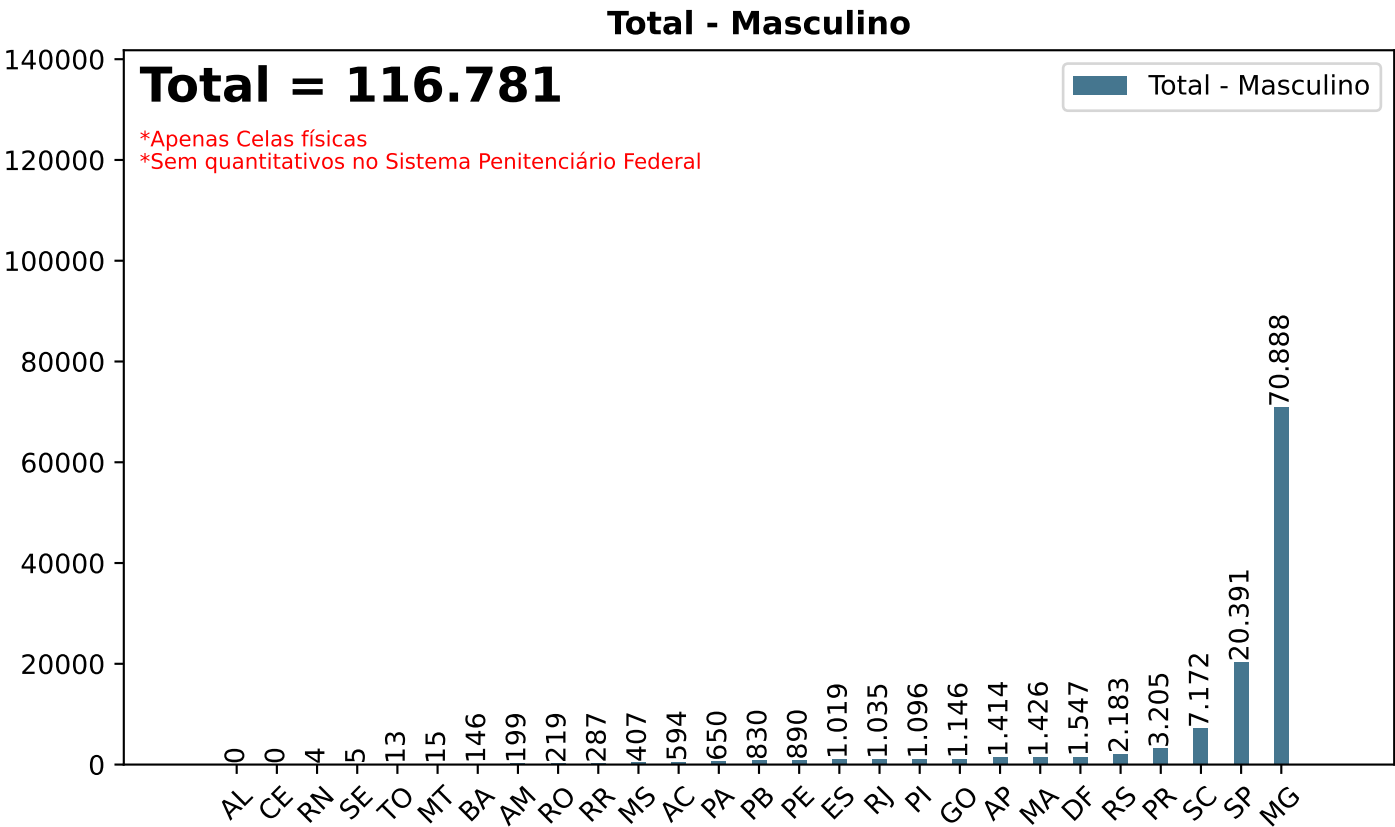 Total - Masculino
140000
120000
100000
80000
60000
40000
20000
0
Total = 116.781
*Apenas Celas físicas
*Sem quantitativos no Sistema Penitenciário Federal
Total - Masculino
0
0
4
5
13
15
146
199
219
287
407
594
650
830
890
1.019
1.035
1.096
1.146
1.414
1.426
1.547
2.183
3.205
7.172
20.391
70.888
AL
CE
RN
SE
TO
MT
BA
AM
RO
RR
MS
AC
PA
PB
PE
ES
RJ
PI
GO
AP
MA
DF
RS
PR
SC
SP
MG